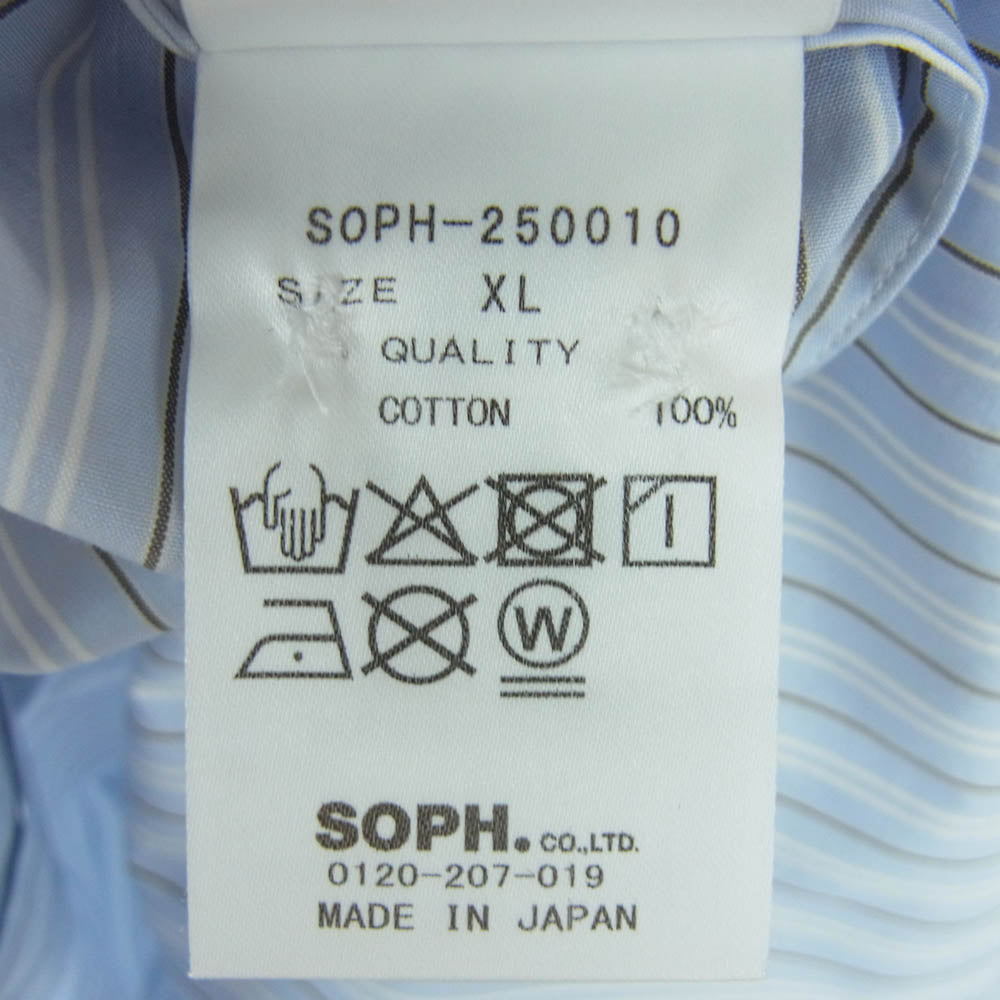 SOPH-250010
SIZE XL
QUALITY
COTTON 100%
W
SOPH. CO.,LTD.
0120-207-019
MADE IN JAPAN